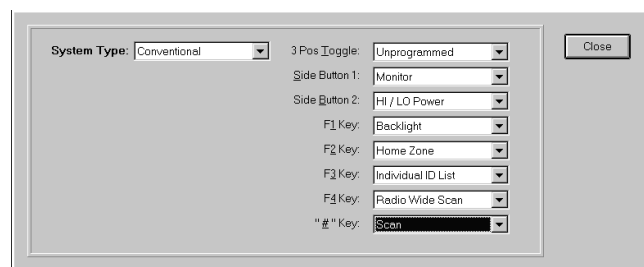 System Type: Conventional 3 Pos Toggle: Unprogrammed Close
Side Button 1: Monitor
Side Button 2: HI / LO Power
F1 Key: Backlight
F2 Key: Home Zone
F3 Key: Individual ID List
F4 Key: Radio Wide Scan
"#" Key: Scan